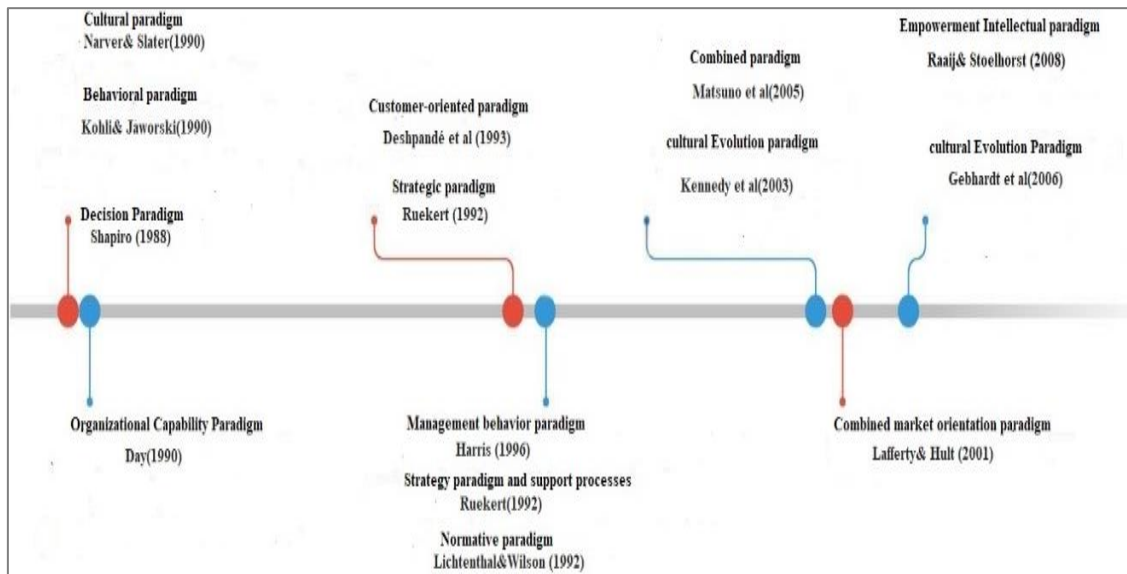 Cultural paradigm
Narver& Slater(1990)
Behavioral paradigm
Kohli& Jaworski(1990)
Decision Paradigm
Shapiro (1988)
Customer-oriented paradigm
Deshpandé et al (1993)
Strategic paradigm
Ruekert (1992)
Combined paradigm
Matsuno et al(2005)
cultural Evolution paradigm
Kennedy et al(2003)
Empowerment Intellectual paradigm
Raaij& Stoelhorst (2008)
cultural Evolution Paradigm
Gebhardt et al(2006)
Organizational Capability Paradigm
Day(1990)
Management behavior paradigm
Harris (1996)
Strategy paradigm and support processes
Ruekert(1992)
Normative paradigm
Lichtenthal&Wilson (1992)
Combined market orientation paradigm
Lafferty& Hult (2001)